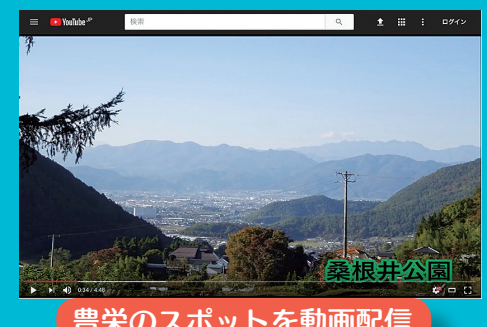 YouTube JP
検索
ログイン
桑根井公園
0:34 / 4:48
豊栄のスポットを動画配信